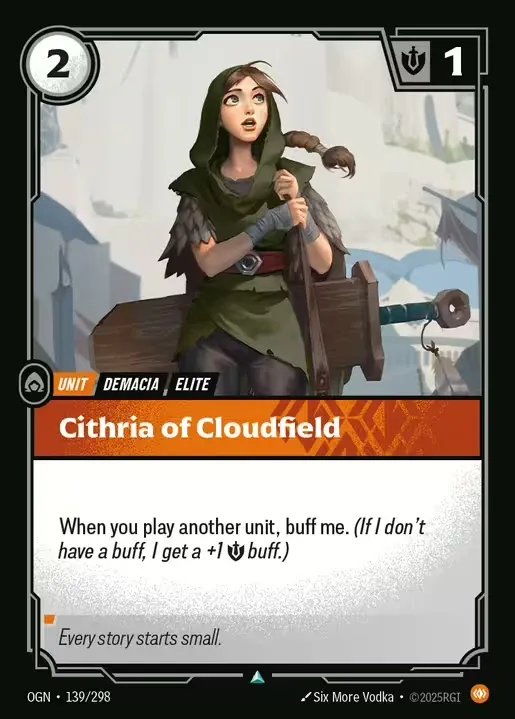 2
1
UNIT DEMACIA ELITE
Cithria of Cloudfield
When you play another unit, buff me. (If I don't
have a buff, I get a +1 buff.)
Every story starts small.
OGN • 139/298 Six More Vodka • ©2025RGI